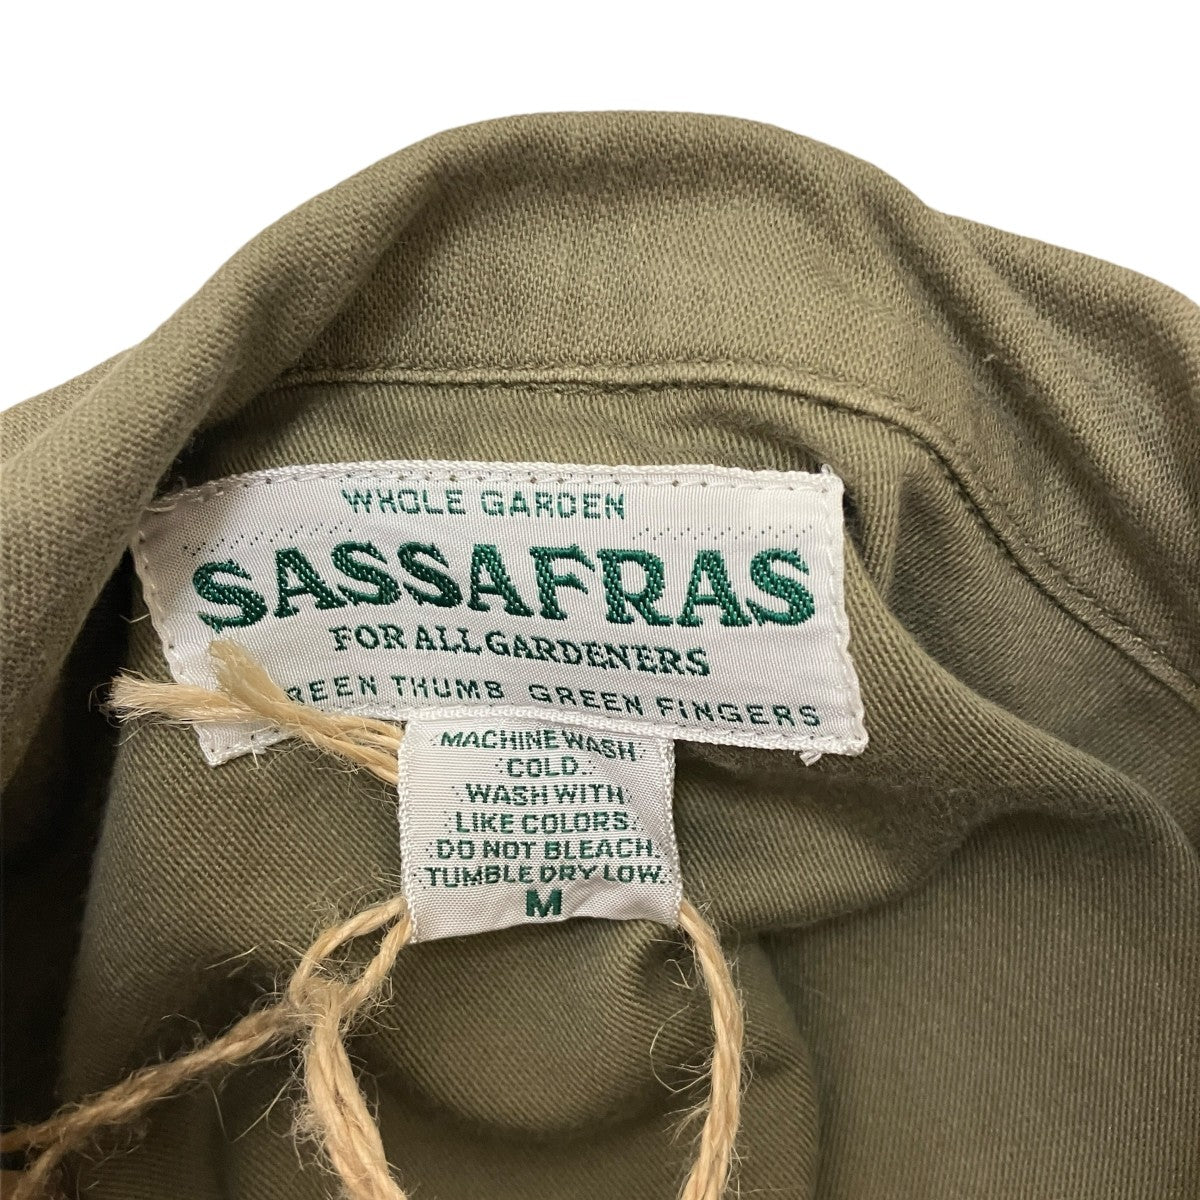 WHOLE GARDEN
SASSAFRAS
FOR ALL GARDENERS
REEN THUMB GREEN FINGERS
MACHINE WASH
COLD.
WASH WITH
LIKE COLORS.
DO NOT BLEACH.
TUMBLE DRY LOW.
M